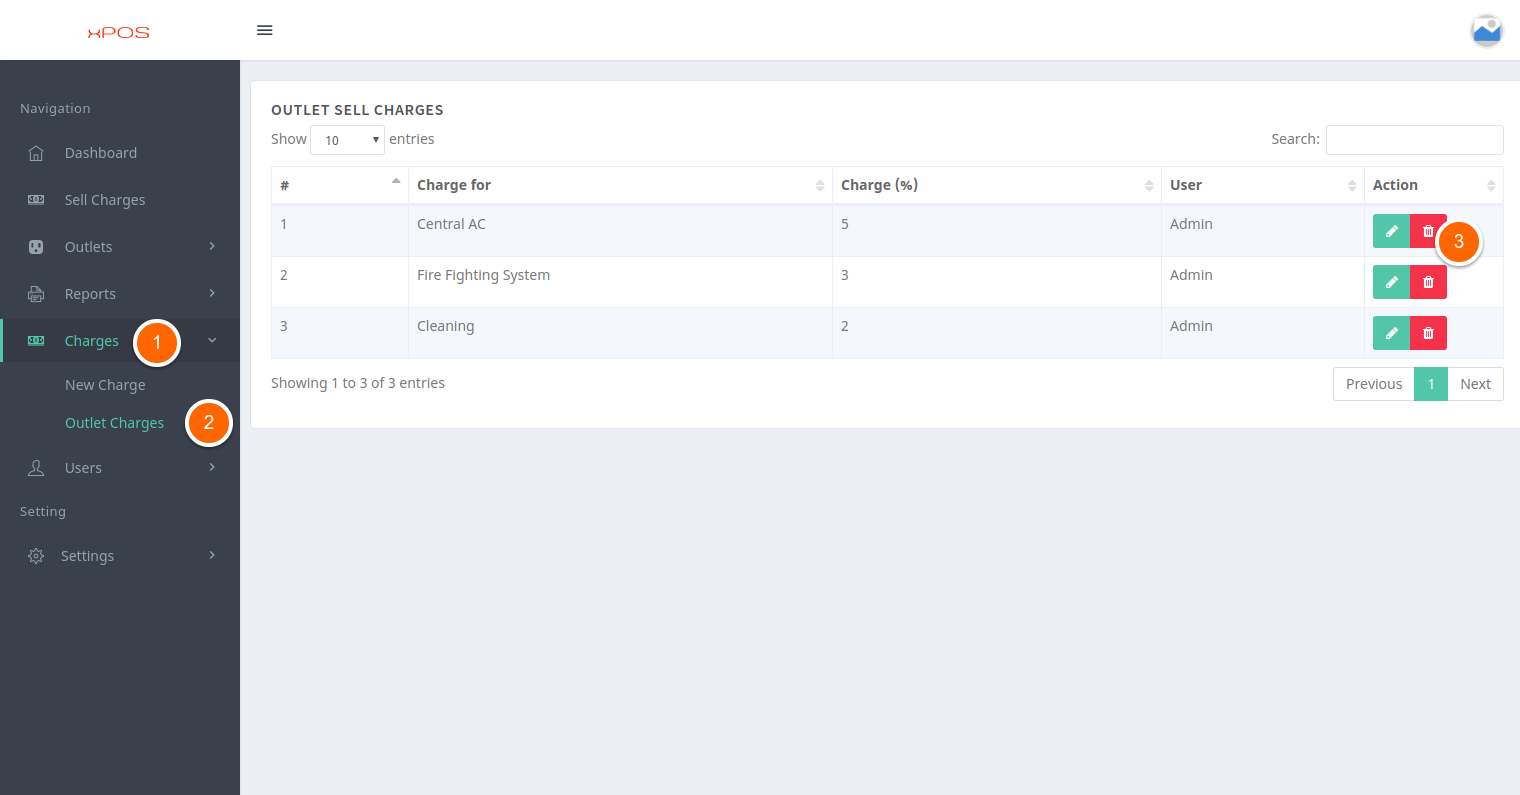 xPOS
Navigation
Dashboard
Sell Charges
Outlets
Reports
Charges 1
New Charge
Outlet Charges 2
Users
Setting
Settings
OUTLET SELL CHARGES
Show 10 entries Search:
# Charge for Charge (%) User Action
1 Central AC 5 Admin 3
2 Fire Fighting System 3 Admin
3 Cleaning 2 Admin
Showing 1 to 3 of 3 entries Previous 1 Next